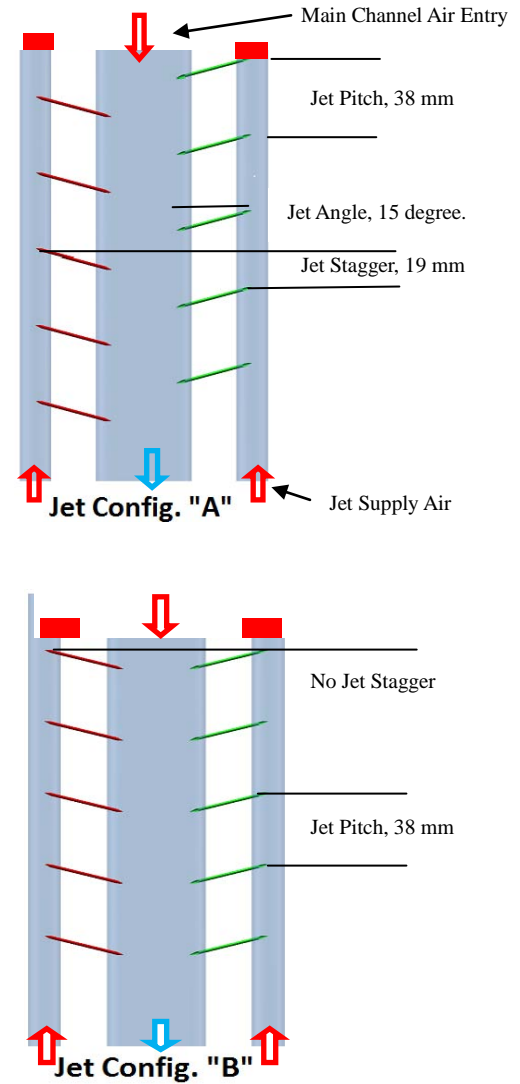 Main Channel Air Entry
Jet Pitch, 38 mm
Jet Angle, 15 degree.
Jet Stagger, 19 mm
Jet Supply Air
Jet Config. "A"
No Jet Stagger
Jet Pitch, 38 mm
Jet Config. "B"